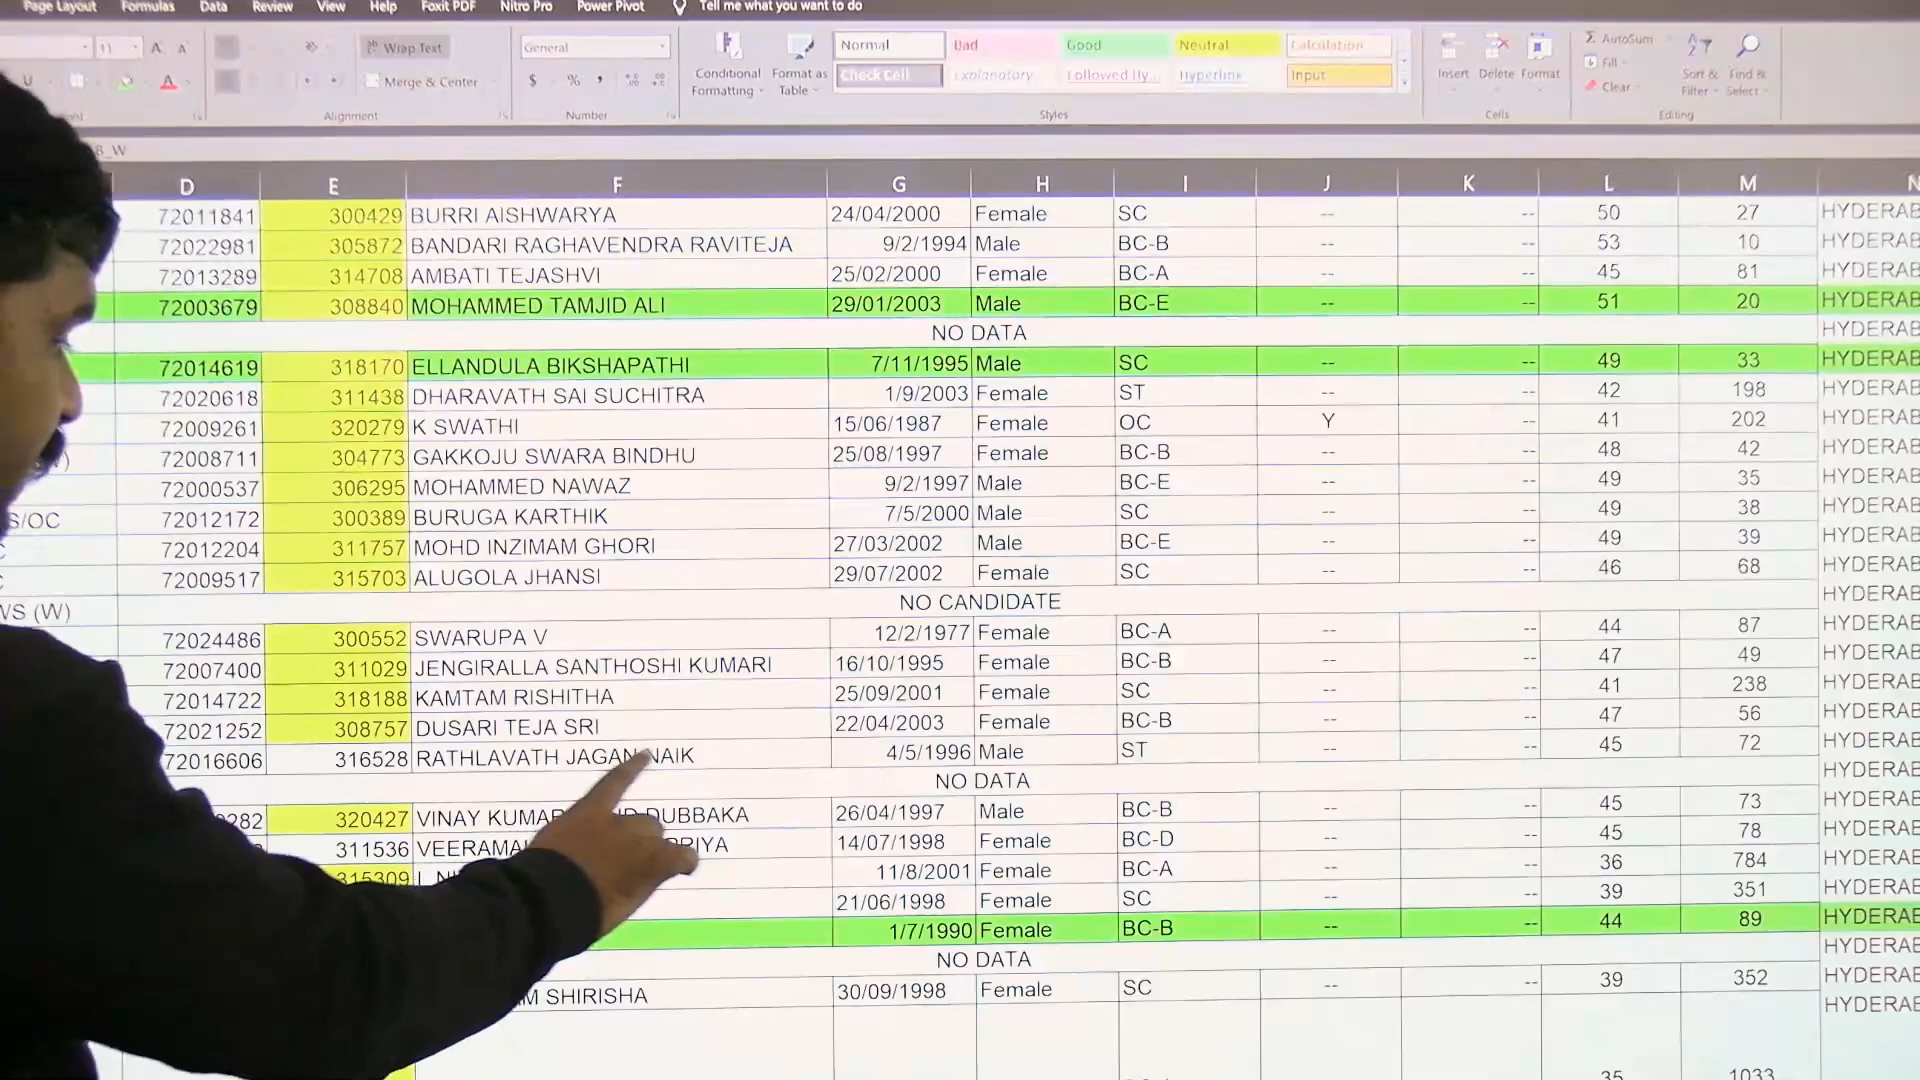 Page Layout Formulas Data Review View Help Foxit PDF Nitro Pro Power Pivot Tell me what you want to do
11 Wrap Text General Normal Bad Good Neutral Calculation AutoSum
Merge & Center $ % Conditional Formatting Format as Table Check Cell Explanatory... Followed Hy... Hyperlink Input Insert Delete Format Fill Clear Sort & Filter Find & Select
Alignment Number Styles Cells Editing
B_W
D E F G H I J K L M N
72011841 300429 BURRI AISHWARYA 24/04/2000 Female SC -- -- 50 27 HYDERAB
72022981 305872 BANDARI RAGHAVENDRA RAVITEJA 9/2/1994 Male BC-B -- -- 53 10 HYDERAB
72013289 314708 AMBATI TEJASHVI 25/02/2000 Female BC-A -- -- 45 81 HYDERAB
72003679 308840 MOHAMMED TAMJID ALI 29/01/2003 Male BC-E -- -- 51 20 HYDERAB
NO DATA HYDERAB
72014619 318170 ELLANDULA BIKSHAPATHI 7/11/1995 Male SC -- -- 49 33 HYDERAB
72020618 311438 DHARAVATH SAI SUCHITRA 1/9/2003 Female ST -- -- 42 198 HYDERAB
72009261 320279 K SWATHI 15/06/1987 Female OC Y -- 41 202 HYDERAB
72008711 304773 GAKKOJU SWARA BINDHU 25/08/1997 Female BC-B -- -- 48 42 HYDERAB
72000537 306295 MOHAMMED NAWAZ 9/2/1997 Male BC-E -- -- 49 35 HYDERAB
S/OC 72012172 300389 BURUGA KARTHIK 7/5/2000 Male SC -- -- 49 38 HYDERAB
C 72012204 311757 MOHD INZIMAM GHORI 27/03/2002 Male BC-E -- -- 49 39 HYDERAB
C 72009517 315703 ALUGOLA JHANSI 29/07/2002 Female SC -- -- 46 68 HYDERAB
WS (W) NO CANDIDATE HYDERAB
72024486 300552 SWARUPA V 12/2/1977 Female BC-A -- -- 44 87 HYDERAB
72007400 311029 JENGIRALLA SANTHOSHI KUMARI 16/10/1995 Female BC-B -- -- 47 49 HYDERAB
72014722 318188 KAMTAM RISHITHA 25/09/2001 Female SC -- -- 41 238 HYDERAB
72021252 308757 DUSARI TEJA SRI 22/04/2003 Female BC-B -- -- 47 56 HYDERAB
72016606 316528 RATHLAVATH JAGAN NAIK 4/5/1996 Male ST -- -- 45 72 HYDERAB
NO DATA HYDERAB
282 320427 VINAY KUMAR DUBBAKA 26/04/1997 Male BC-B -- -- 45 73 HYDERAB
311536 VEERAMA PRIYA 14/07/1998 Female BC-D -- -- 45 78 HYDERAB
315309 11/8/2001 Female BC-A -- -- 36 784 HYDERAB
21/06/1998 Female SC -- -- 39 351 HYDERAB
1/7/1990 Female BC-B -- -- 44 89 HYDERAB
NO DATA HYDERAB
M SHIRISHA 30/09/1998 Female SC -- -- 39 352 HYDERAB
HYDERAB
35 1033